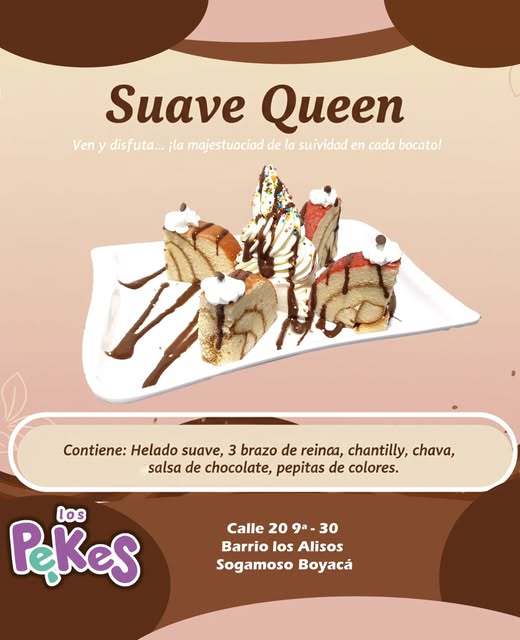 Suave Queen
Ven y disfuta... ¡la majestuaciad de la suividad en cada bocato!
Contiene: Helado suave, 3 brazo de reinaa, chantilly, chava,
salsa de chocolate, pepitas de colores.
los
PeKes
Calle 20 9ª - 30
Barrio los Alisos
Sogamoso Boyacá